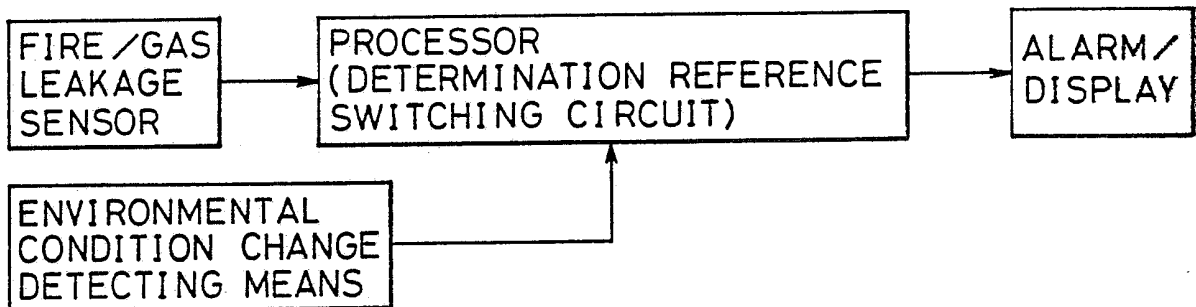 FIRE/GAS
LEAKAGE
SENSOR
PROCESSOR
(DETERMINATION REFERENCE
SWITCHING CIRCUIT)
ALARM/
DISPLAY
ENVIRONMENTAL
CONDITION CHANGE
DETECTING MEANS